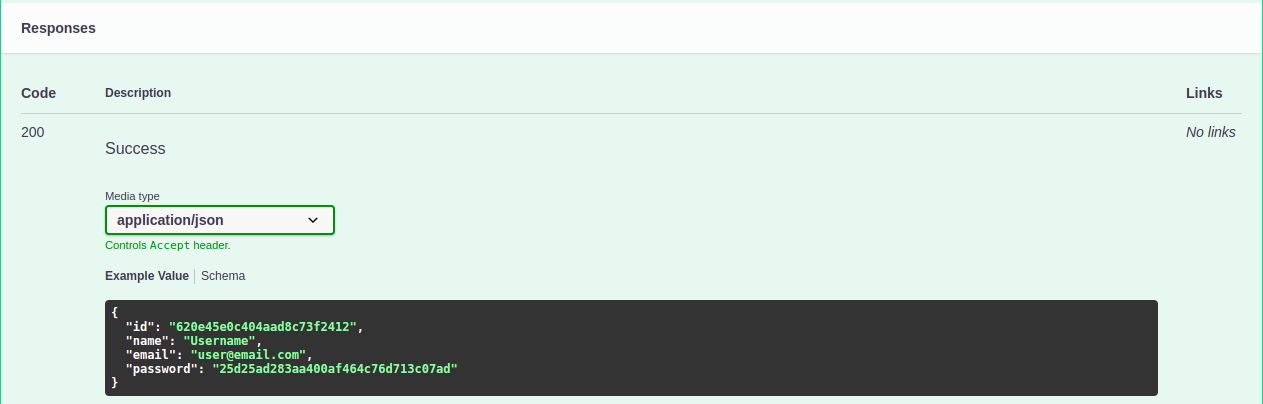 Responses
Code Description Links
200 Success No links
Media type
application/json
Controls Accept header.
Example Value Schema
{
"id": "620e45e0c404aad8c73f2412",
"name": "Username",
"email": "user@email.com",
"password": "25d25ad283aa400af464c76d713c07ad"
}